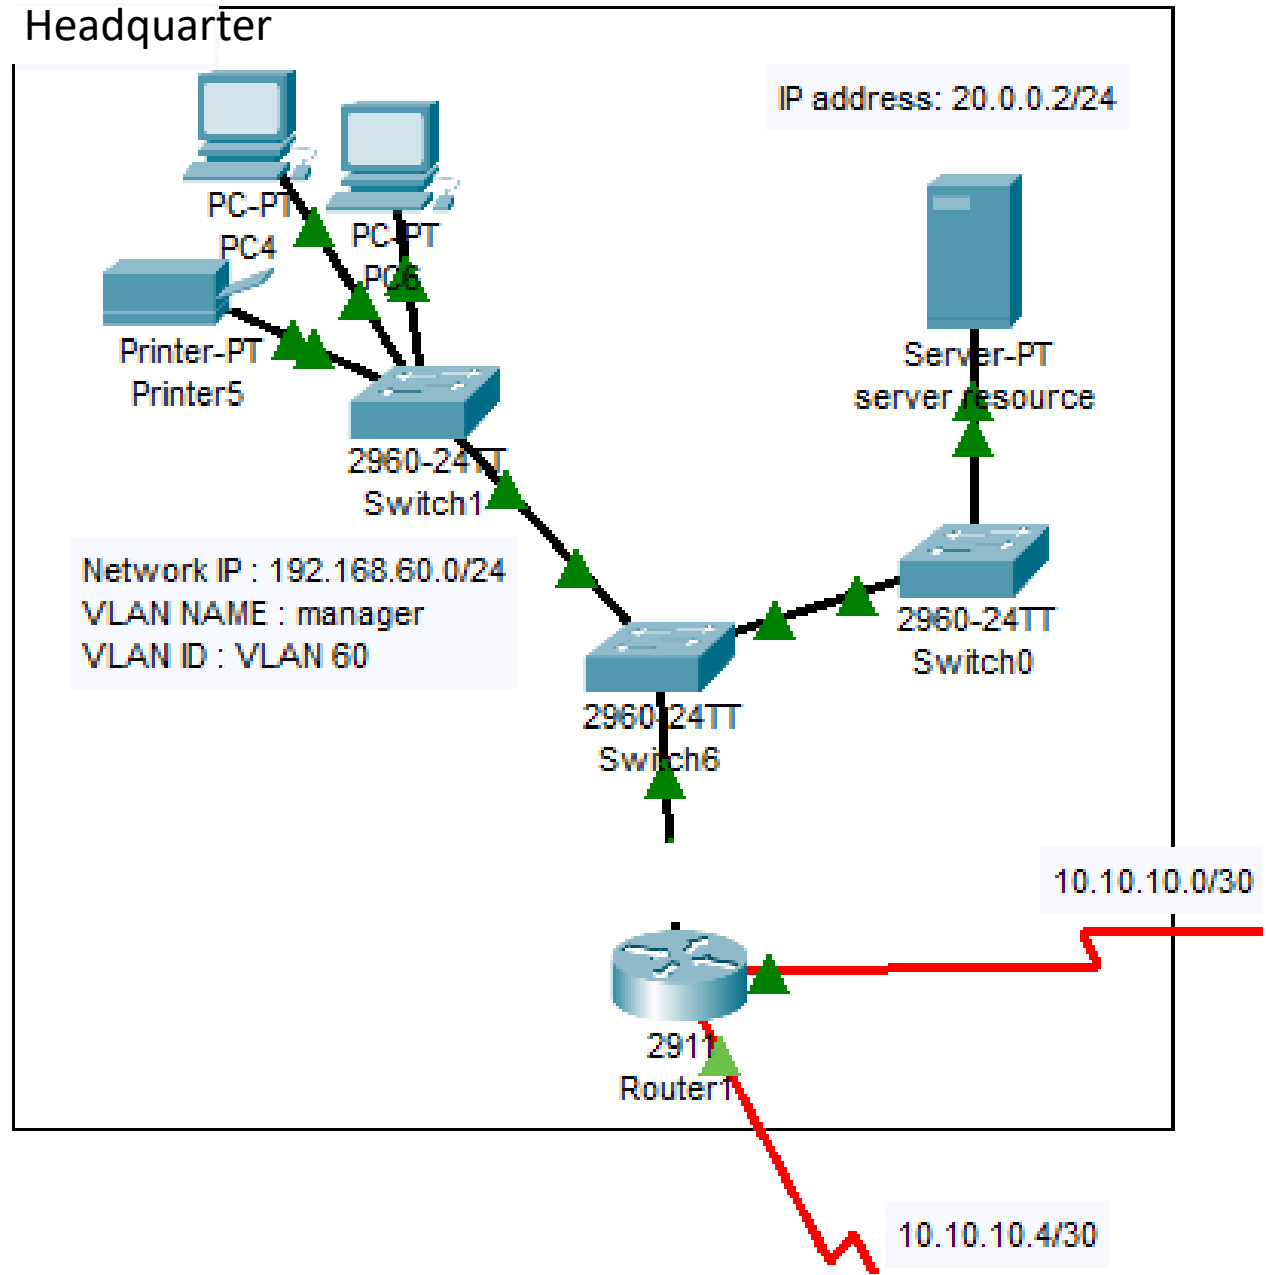 Headquarter
IP address: 20.0.0.2/24
PC-PT
PC4
PC-PT
PC6
Printer-PT
Printer5
Server-PT
server resource
2960-24TT
Switch1
Network IP : 192.168.60.0/24
VLAN NAME : manager
VLAN ID : VLAN 60
2960-24TT
Switch0
2960-24TT
Switch6
10.10.10.0/30
2911
Router1
10.10.10.4/30